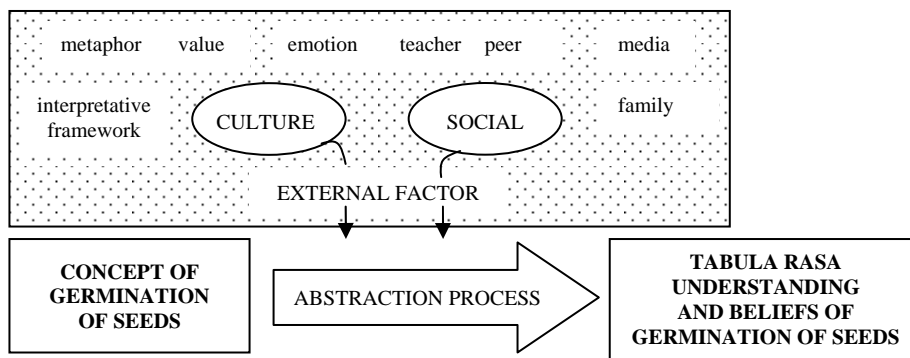 metaphor value emotion teacher peer media
interpretative
framework
CULTURE
SOCIAL
family
EXTERNAL FACTOR
CONCEPT OF
GERMINATION
OF SEEDS
ABSTRACTION PROCESS
TABULA RASA
UNDERSTANDING
AND BELIEFS OF
GERMINATION OF SEEDS